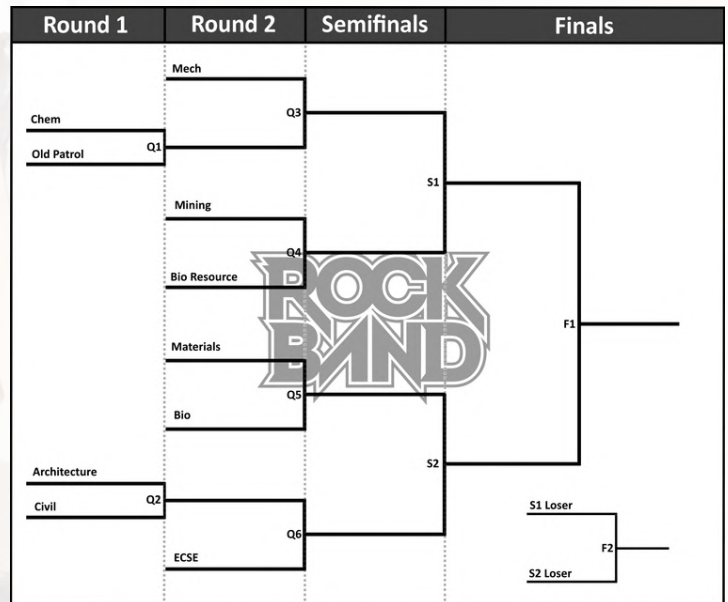 Round 1
Round 2
Semifinals
Finals
Mech
Q3
Chem
Q1
Old Patrol
S1
Mining
Q4
Bio Resource
ROCK
BAND
F1
Materials
Q5
Bio
S2
Architecture
Q2
Civil
Q6
ECSE
S1 Loser
F2
S2 Loser